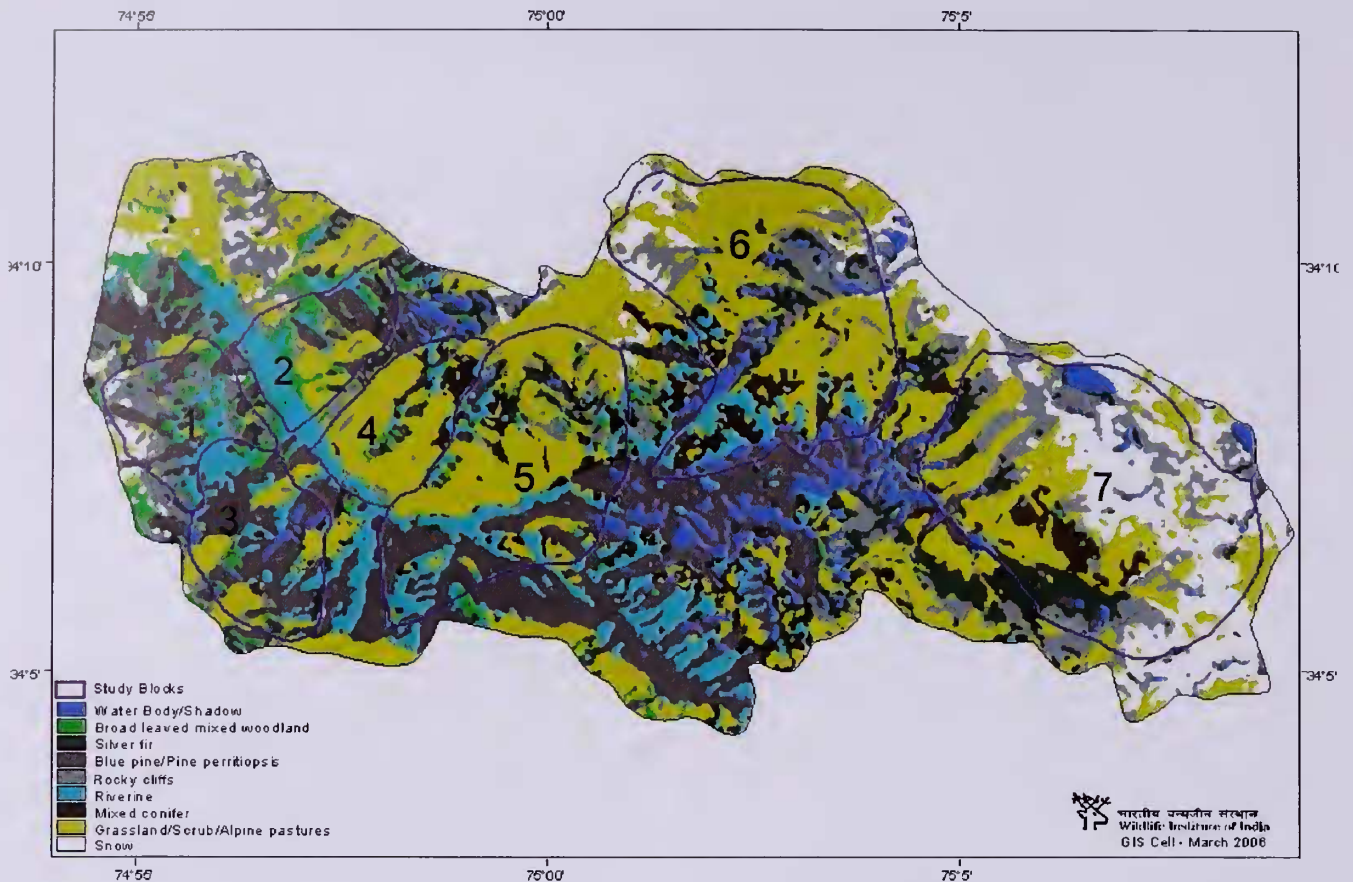 74°55'
75°00'
75°5'
34°10'
34°10'
6
2
1
4
5
7
3
34°5'
34°5'
Study Blocks
Water Body/Shadow
Broad leaved mixed woodland
Silver fir
Blue pine/Pine perritiopsis
Rocky cliffs
Riverine
Mixed conifer
Grassland/Scrub/Alpine pastures
Snow
भारतीय वन्यजीव संस्थान
Wildlife Institute of India
GIS Cell - March 2006
74°55'
75°00'
75°5'